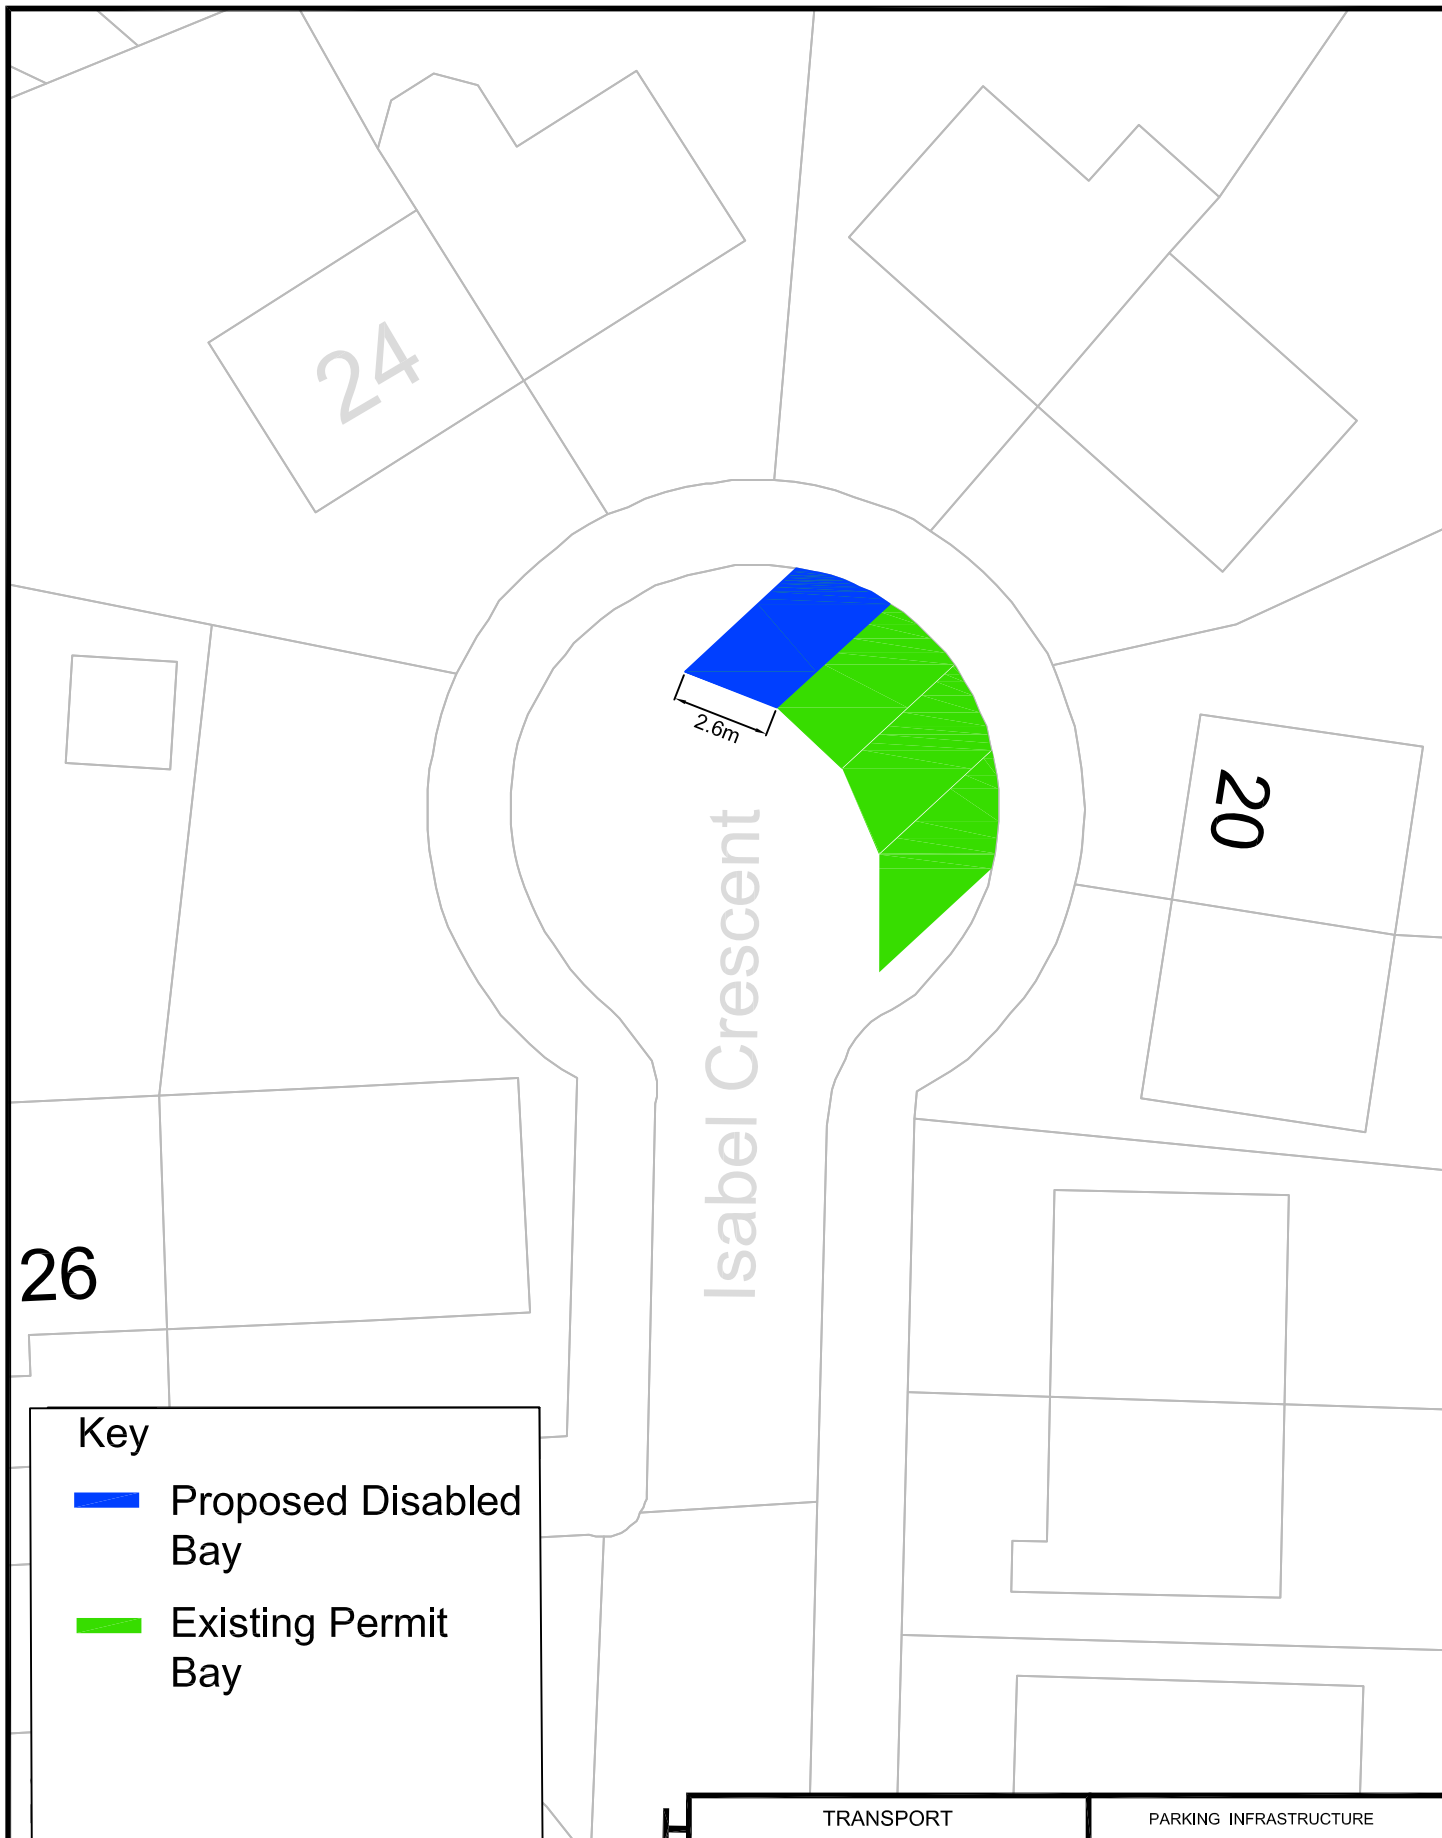 24
2.6m
20
Isabel Crescent
26
Key
Proposed Disabled
Bay
Existing Permit
Bay
TRANSPORT
PARKING INFRASTRUCTURE